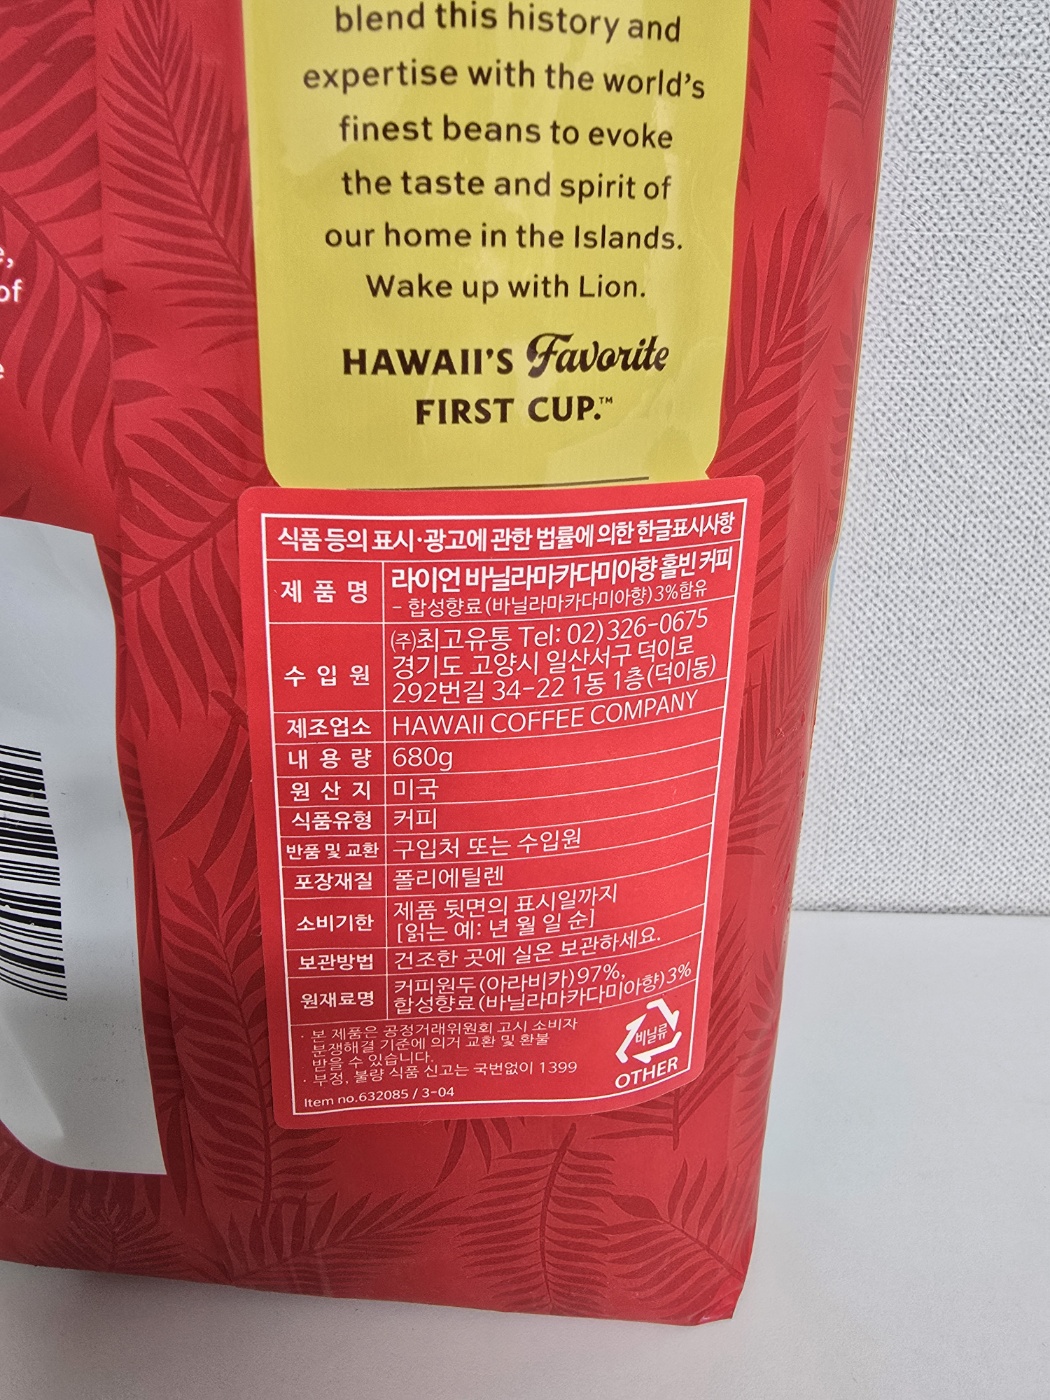 blend this history and
expertise with the world's
finest beans to evoke
the taste and spirit of
our home in the Islands.
Wake up with Lion.
HAWAII'S Favorite
FIRST CUP.™
of
식품 등의 표시·광고에 관한 법률에 의한 한글표시사항
제 품 명 라이언 바닐라마카다미아향 홀빈 커피
- 합성향료(바닐라마카다미아향)3%함유
수 입 원 (주)최고유통 Tel: 02)326-0675
경기도 고양시 일산서구 덕이로
292번길 34-22 1동 1층(덕이동)
제조업소 HAWAII COFFEE COMPANY
내 용 량 680g
원 산 지 미국
식품유형 커피
반품 및 교환 구입처 또는 수입원
포장재질 폴리에틸렌
소비기한 제품 뒷면의 표시일까지
[읽는 예: 년 월 일 순]
보관방법 건조한 곳에 실온 보관하세요.
원재료명 커피원두(아라비카)97%,
합성향료(바닐라마카다미아향)3%
· 본 제품은 공정거래위원회 고시 소비자
분쟁해결 기준에 의거 교환 및 환불
받을 수 있습니다.
· 부정, 불량 식품 신고는 국번없이 1399
Item no.632085 / 3-04
비닐류
OTHER